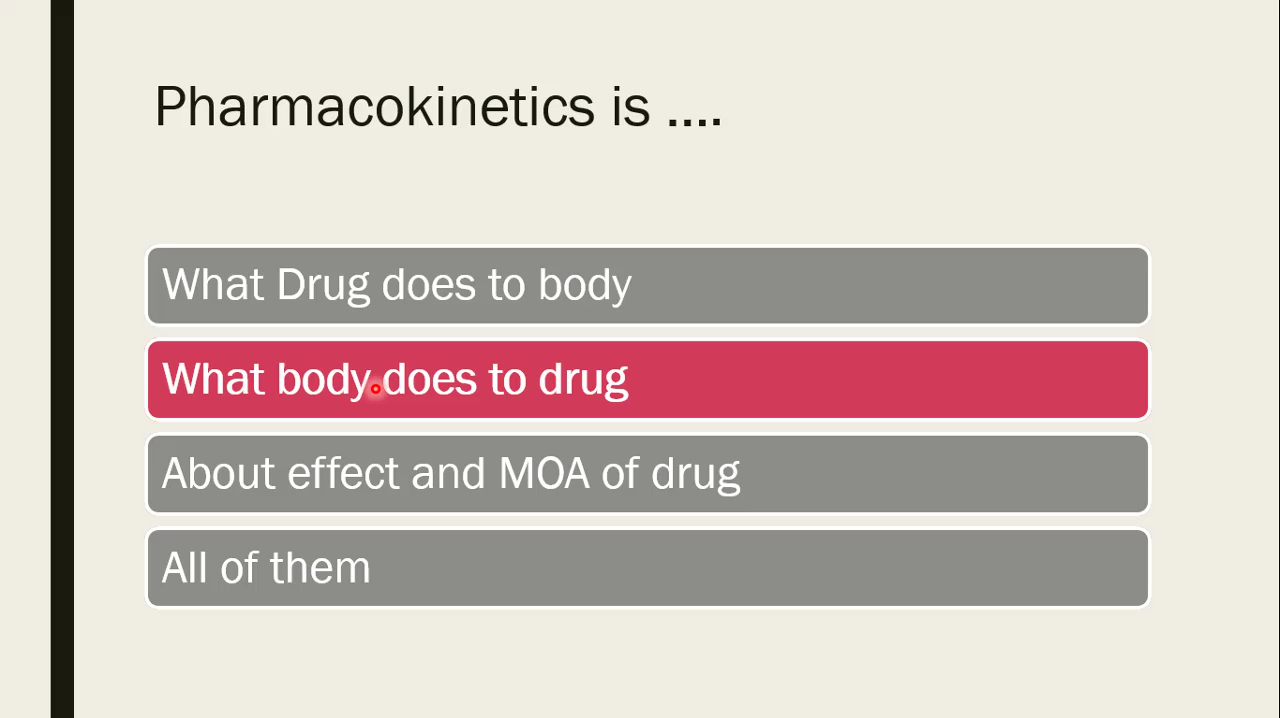 Pharmacokinetics is ....
What Drug does to body
What body does to drug
About effect and MOA of drug
All of them